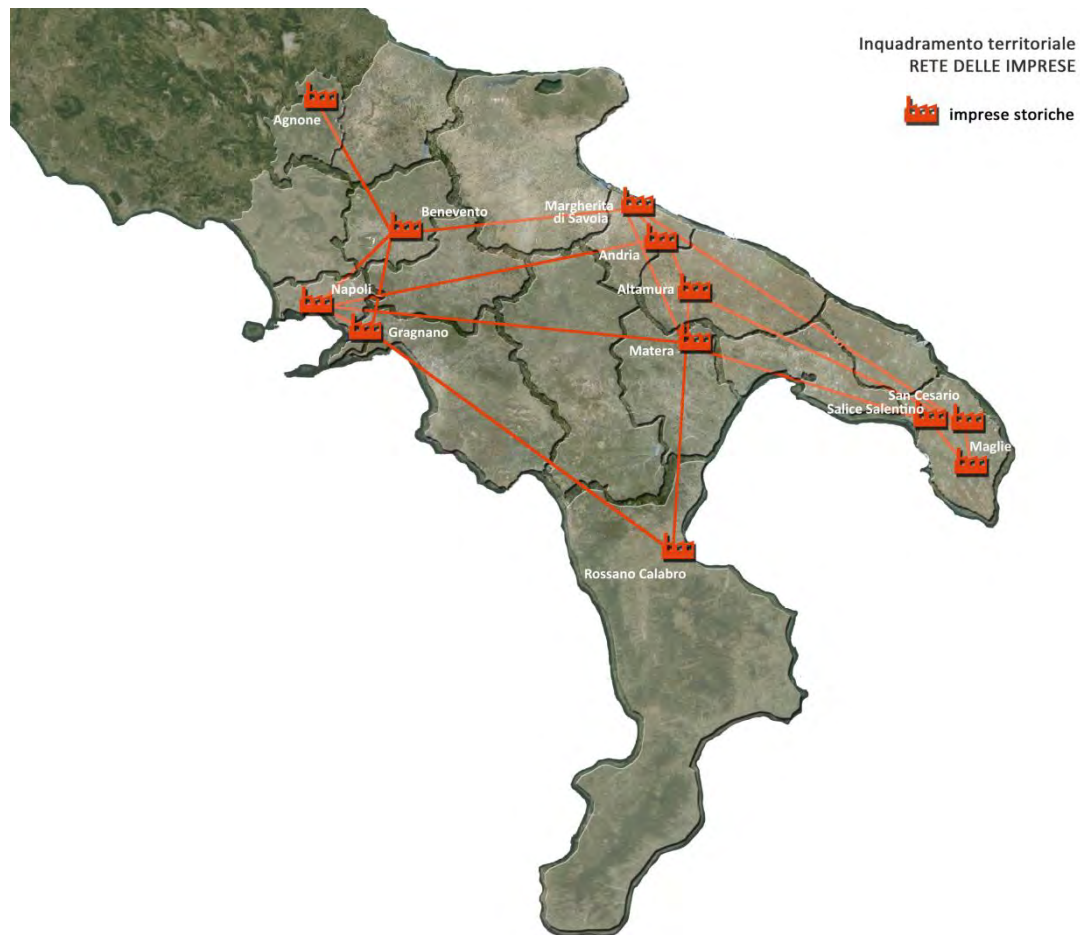 Inquadramento territoriale
RETE DELLE IMPRESE
imprese storiche
Agnone
Benevento
Margherita
di Savoia
Andria
Napoli
Altamura
Gragnano
Matera
San Cesario
Salice Salentino
Maglie
Rossano Calabro